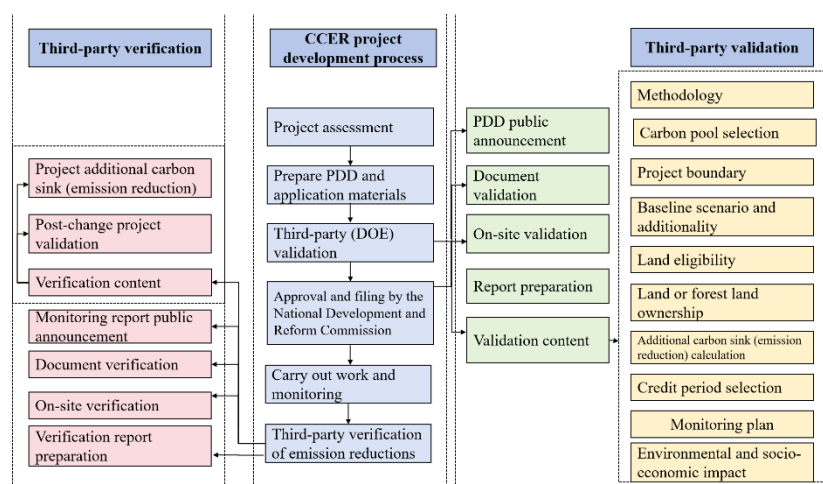 Third-party verification
Project additional carbon
sink (emission reduction)
Post-change project
validation
Verification content
Monitoring report public
announcement
Document verification
On-site verification
Verification report
preparation
CCER project
development process
Project assessment
Prepare PDD and
application materials
Third-party (DOE)
validation
Approval and filing by the
National Development and
Reform Commission
Carry out work and
monitoring
Third-party verification
of emission reductions
PDD public
announcement
Document
validation
On-site validation
Report preparation
Validation content
Third-party validation
Methodology
Carbon pool selection
Project boundary
Baseline scenario and
additionality
Land eligibility
Land or forest land
ownership
Additional carbon sink (emission
reduction) calculation
Credit period selection
Monitoring plan
Environmental and socio-
economic impact